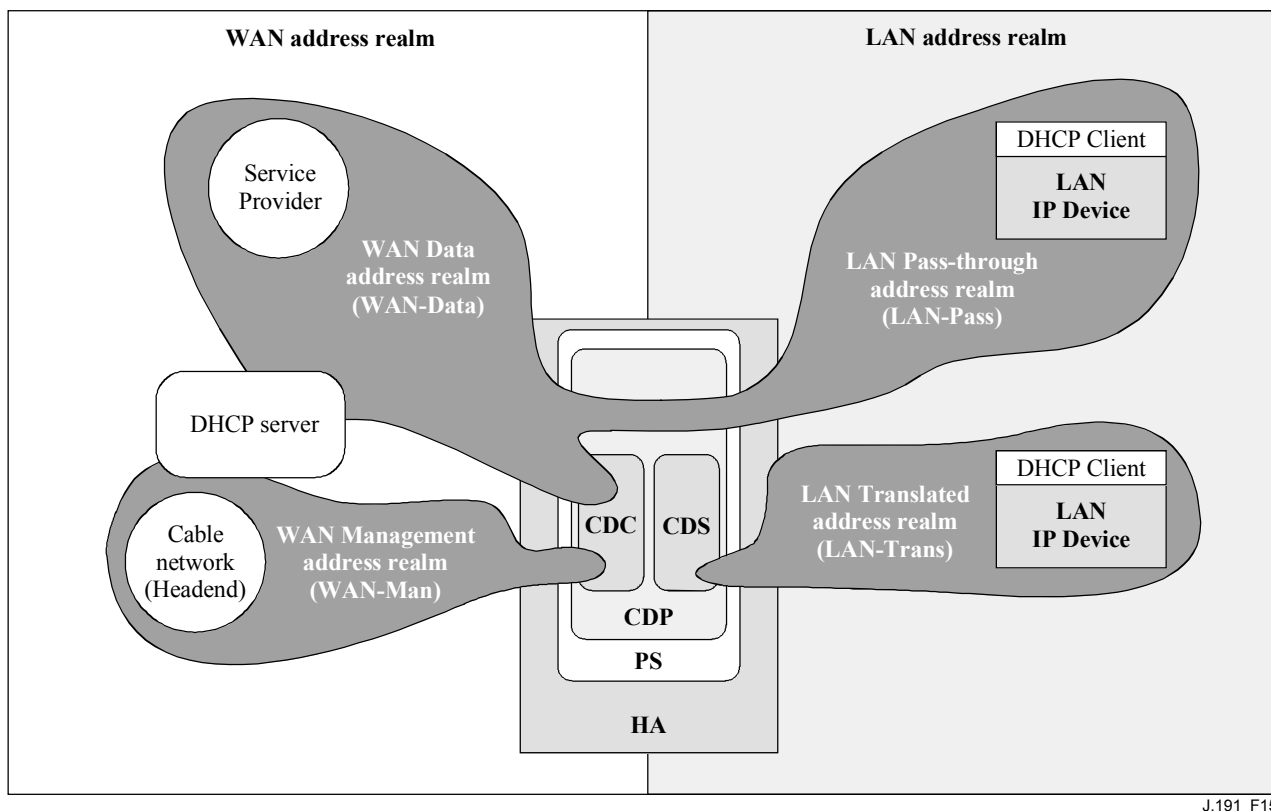 WAN address realm
LAN address realm
Service
Provider
WAN Data
address realm
(WAN-Data)
DHCP Client
LAN
IP Device
LAN Pass-through
address realm
(LAN-Pass)
DHCP server
Cable
network
(Headend)
WAN Management
address realm
(WAN-Man)
CDC
CDS
CDP
PS
HA
LAN Translated
address realm
(LAN-Trans)
DHCP Client
LAN
IP Device